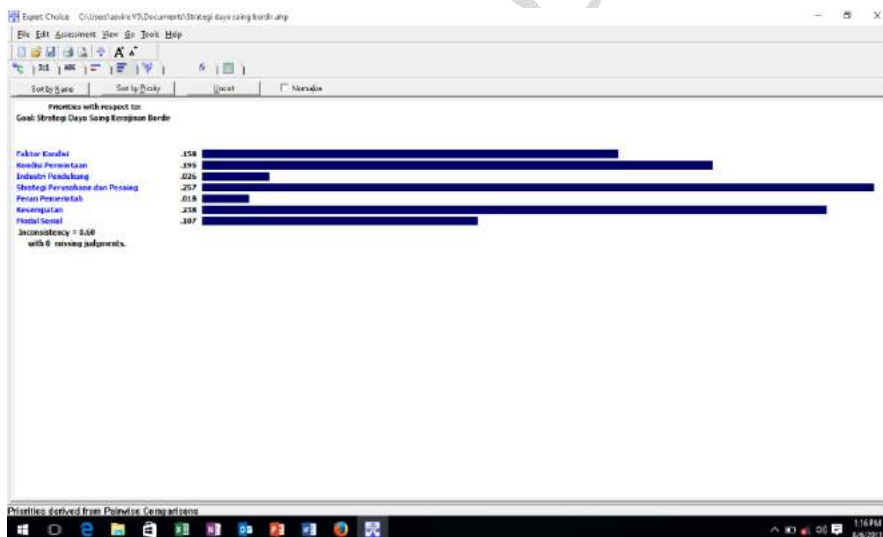 Expert Choice C:\Users\aspire V5\Documents\Strategi daya saing bordir.ahp
File Edit Assessment View Go Tools Help
Sort by Name Sort by Priority Unsort Normalize
Priorities with respect to:
Goal: Strategi Daya Saing Kerajinan Bordir
Faktor Kondisi .158
Kondisi Permintaan .195
Industri Pendukung .026
Strategi Perusahaan dan Pesaing .257
Peran Pemerintah .018
Kesempatan .238
Modal Sosial .107
Inconsistency = 0.60
with 0 missing judgments.
Priorities derived from Pairwise Comparisons
1:16 PM